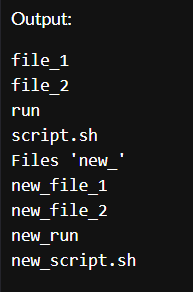 Output:
file_1
file_2
run
script.sh
Files 'new_'
new_file_1
new_file_2
new_run
new_script.sh